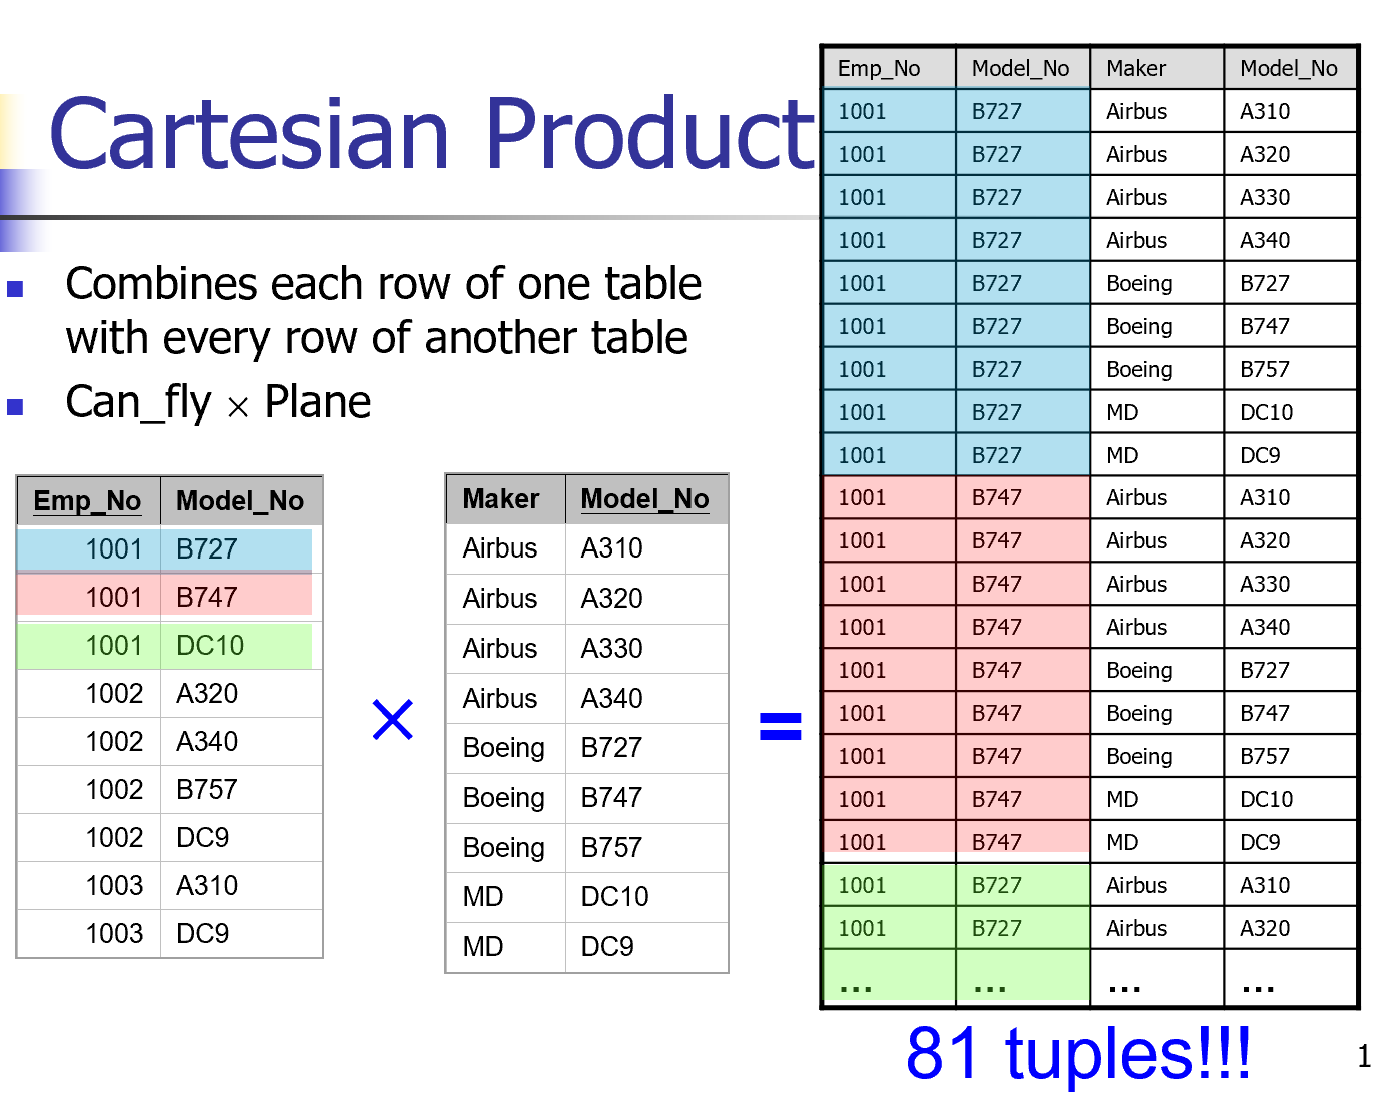 Cartesian Product
Combines each row of one table
with every row of another table
Can_fly × Plane
Emp_No Model_No
1001 B727
1001 B747
1001 DC10
1002 A320
1002 A340
1002 B757
1002 DC9
1003 A310
1003 DC9
×
Maker Model_No
Airbus A310
Airbus A320
Airbus A330
Airbus A340
Boeing B727
Boeing B747
Boeing B757
MD DC10
MD DC9
=
Emp_No Model_No Maker Model_No
1001 B727 Airbus A310
1001 B727 Airbus A320
1001 B727 Airbus A330
1001 B727 Airbus A340
1001 B727 Boeing B727
1001 B727 Boeing B747
1001 B727 Boeing B757
1001 B727 MD DC10
1001 B727 MD DC9
1001 B747 Airbus A310
1001 B747 Airbus A320
1001 B747 Airbus A330
1001 B747 Airbus A340
1001 B747 Boeing B727
1001 B747 Boeing B747
1001 B747 Boeing B757
1001 B747 MD DC10
1001 B747 MD DC9
1001 B727 Airbus A310
1001 B727 Airbus A320
... ... ... ...
81 tuples!!!
1